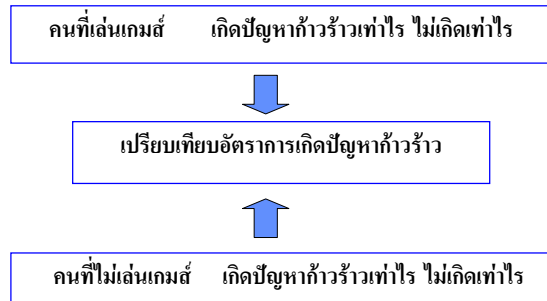 คนที่เล่นเกมส์ เกิดปัญหาก้าวร้าวเท่าไร ไม่เกิดเท่าไร
เปรียบเทียบอัตราการเกิดปัญหาก้าวร้าว
คนที่ไม่เล่นเกมส์ เกิดปัญหาก้าวร้าวเท่าไร ไม่เกิดเท่าไร